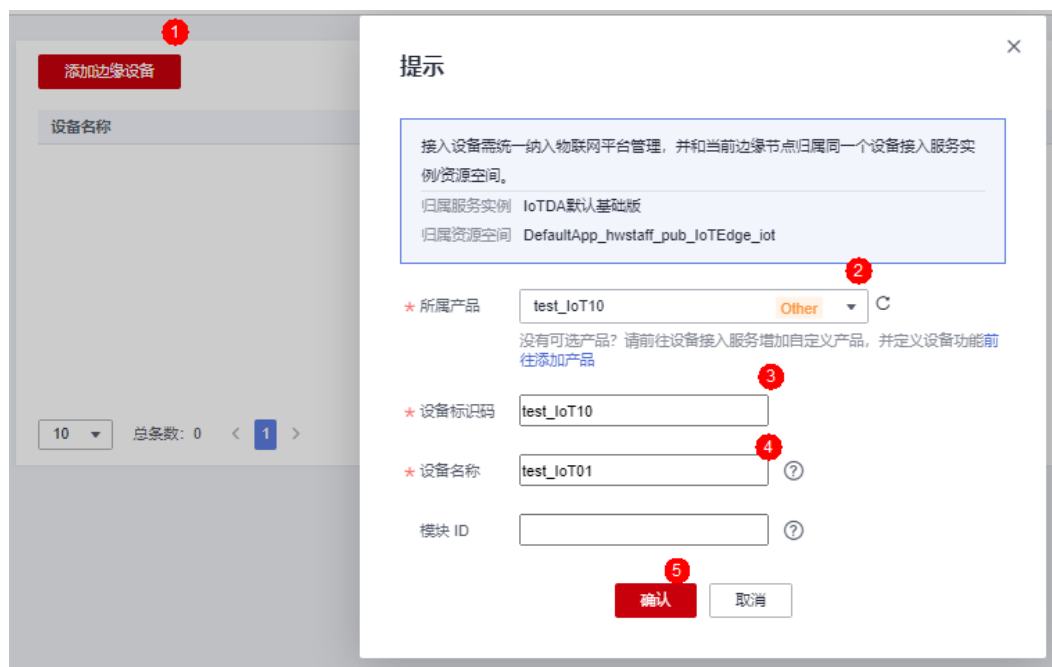 1
添加边缘设备
设备名称
10
总条数: 0
<
1
>
提示
×
接入设备需统一纳入物联网平台管理，并和当前边缘节点归属同一个设备接入服务实
例/资源空间。
归属服务实例 IoTDA默认基础版
归属资源空间 DefaultApp_hwstaff_pub_IoTEdge_iot
2
* 所属产品 test_IoT10 Other
没有可选产品？请前往设备接入服务增加自定义产品，并定义设备功能前
往添加产品
3
* 设备标识码 test_IoT10
4
* 设备名称 test_IoT01 ?
模块 ID ?
5
确认 取消